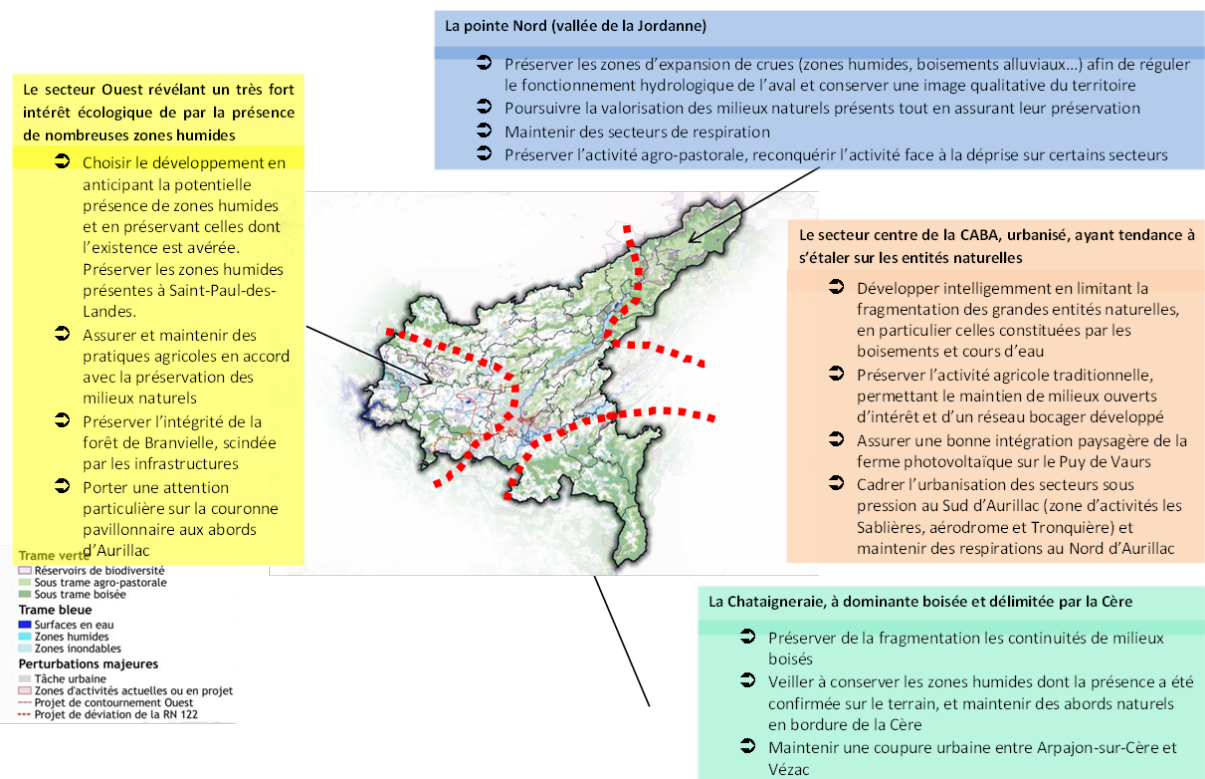 La pointe Nord (vallée de la Jordanne)
Préserver les zones d'expansion de crues (zones humides, boisements alluviaux...) afin de réguler
le fonctionnement hydrologique de l'aval et conserver une image qualitative du territoire
Poursuivre la valorisation des milieux naturels présents tout en assurant leur préservation
Maintenir des secteurs de respiration
Préserver l'activité agro-pastorale, reconquérir l'activité face à la déprise sur certains secteurs
Le secteur Ouest révélant un très fort
intérêt écologique de par la présence
de nombreuses zones humides
Choisir le développement en
anticipant la potentielle
présence de zones humides
et en préservant celles dont
l'existence est avérée.
Préserver les zones humides
présentes à Saint-Paul-des-
Landes.
Assurer et maintenir des
pratiques agricoles en accord
avec la préservation des
milieux naturels
Préserver l'intégrité de la
forêt de Branvielle, scindée
par les infrastructures
Porter une attention
particulière sur la couronne
pavillonnaire aux abords
d'Aurillac
Le secteur centre de la CABA, urbanisé, ayant tendance à
s'étaler sur les entités naturelles
Développer intelligemment en limitant la
fragmentation des grandes entités naturelles,
en particulier celles constituées par les
boisements et cours d'eau
Préserver l'activité agricole traditionnelle,
permettant le maintien de milieux ouverts
d'intérêt et d'un réseau bocager développé
Assurer une bonne intégration paysagère de la
ferme photovoltaïque sur le Puy de Vaurs
Cadrer l'urbanisation des secteurs sous
pression au Sud d'Aurillac (zone d'activités les
Sablières, aérodrome et Tronquière) et
maintenir des respirations au Nord d'Aurillac
Trame verte
Réservoirs de biodiversité
Sous trame agro-pastorale
Sous trame boisée
Trame bleue
Surfaces en eau
Zones humides
Zones inondables
Perturbations majeures
Tâche urbaine
Zones d'activités actuelles ou en projet
Projet de contournement Ouest
Projet de déviation de la RN 122
La Chataigneraie, à dominante boisée et délimitée par la Cère
Préserver de la fragmentation les continuités de milieux
boisés
Veiller à conserver les zones humides dont la présence a été
confirmée sur le terrain, et maintenir des abords naturels
en bordure de la Cère
Maintenir une coupure urbaine entre Arpajon-sur-Cère et
Vézac